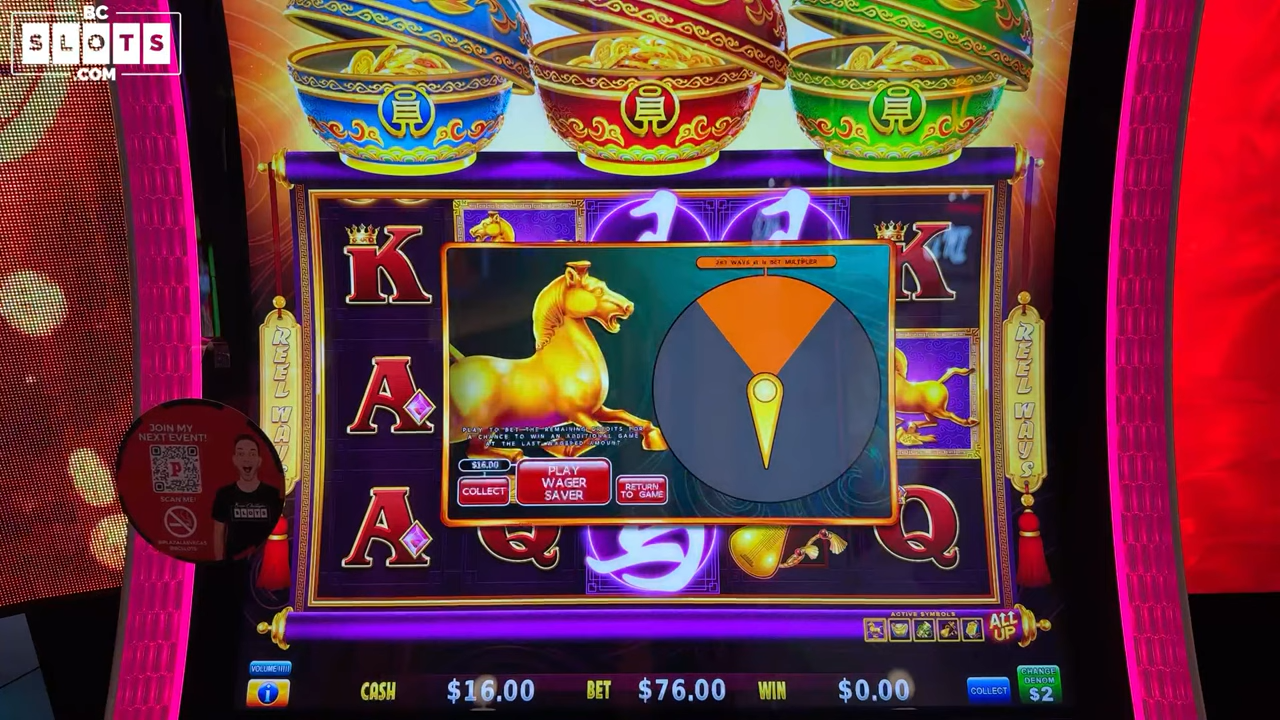 BC
SLOTS
.COM
K
K
REEL WAYS
REEL WAYS
A
A
Q
Q
PLAY TO BET THE REMAINING CREDITS FOR
A CHANCE TO WIN AN ADDITIONAL GAME
AT THE LAST WAGERED AMOUNT
$16.00
COLLECT
PLAY
WAGER
SAVER
RETURN
TO GAME
JOIN MY
NEXT EVENT!
P
SCAN ME!
SLOTS
ACTIVE SYMBOLS
ALL
UP
VOLUME
CASH $16.00 BET $76.00 WIN $0.00
COLLECT
CHANGE
DENOM
$2